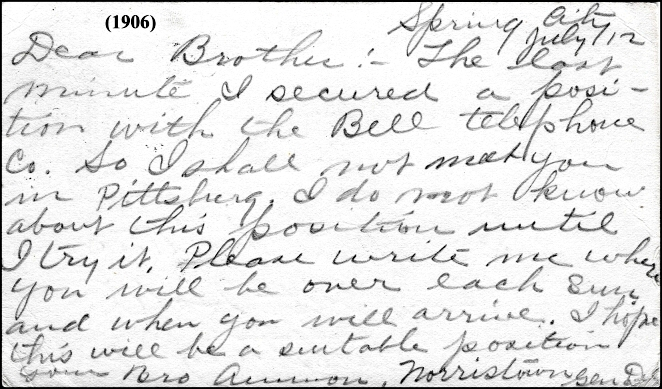 (1906)
Spring City
July 12
Dear Brother :- The last
minute I secured a posi-
tion with the Bell telephone
Co. So I shall not meet you
in Pittsberg. I do not know
about this position until
I try it. Please write me where
you will be over each Sun
and when you will arrive. I hope
this will be a suitable position
Your Bro Ammon, Norristown Gen